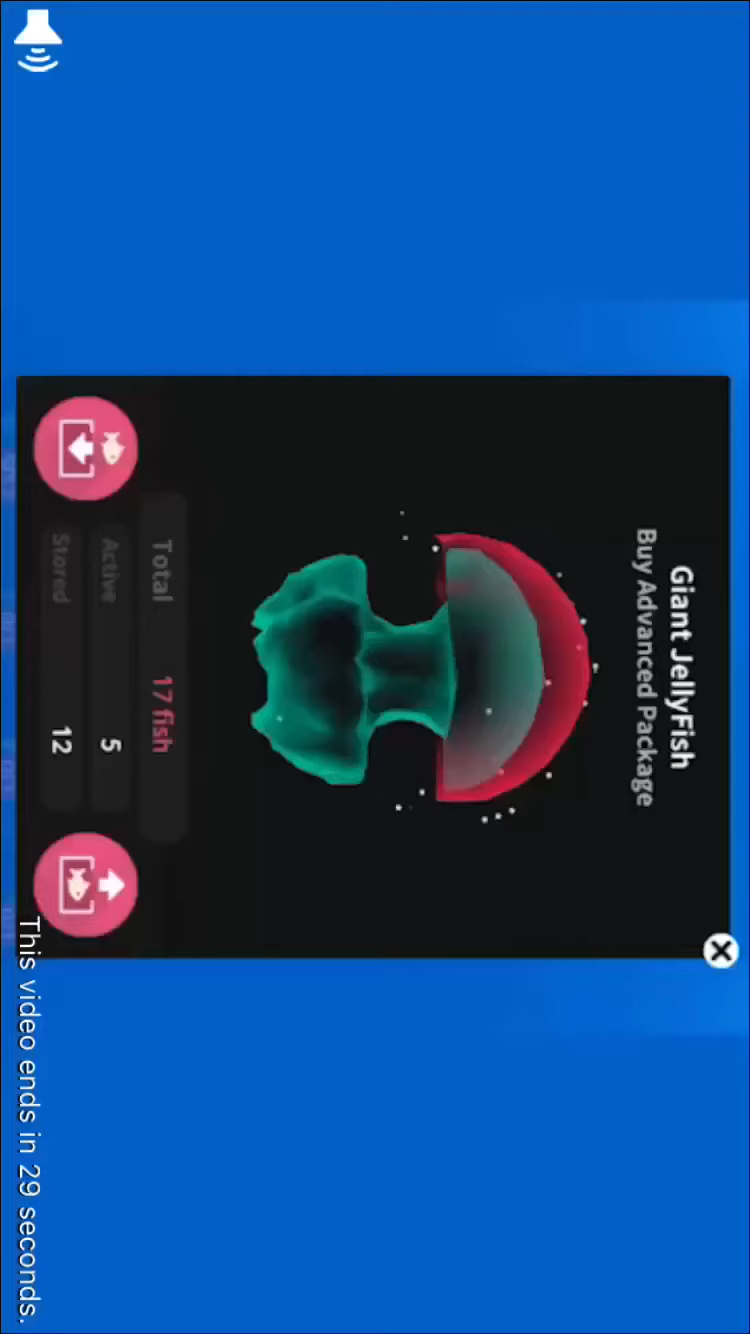 Giant JellyFish
Buy Advanced Package
Total 17 fish
Active 5
Stored 12
This video ends in 29 seconds.